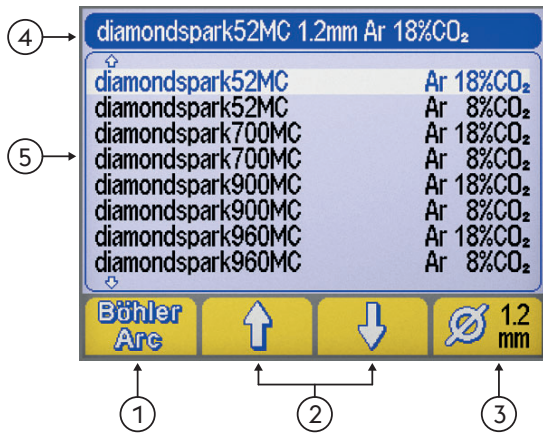 diamondspark52MC 1.2mm Ar 18%CO₂
diamondspark52MC Ar 18%CO₂
diamondspark52MC Ar 8%CO₂
diamondspark700MC Ar 18%CO₂
diamondspark700MC Ar 8%CO₂
diamondspark900MC Ar 18%CO₂
diamondspark900MC Ar 8%CO₂
diamondspark960MC Ar 18%CO₂
diamondspark960MC Ar 8%CO₂
Böhler
Arc
Ø 1.2
mm
4
5
1
2
3